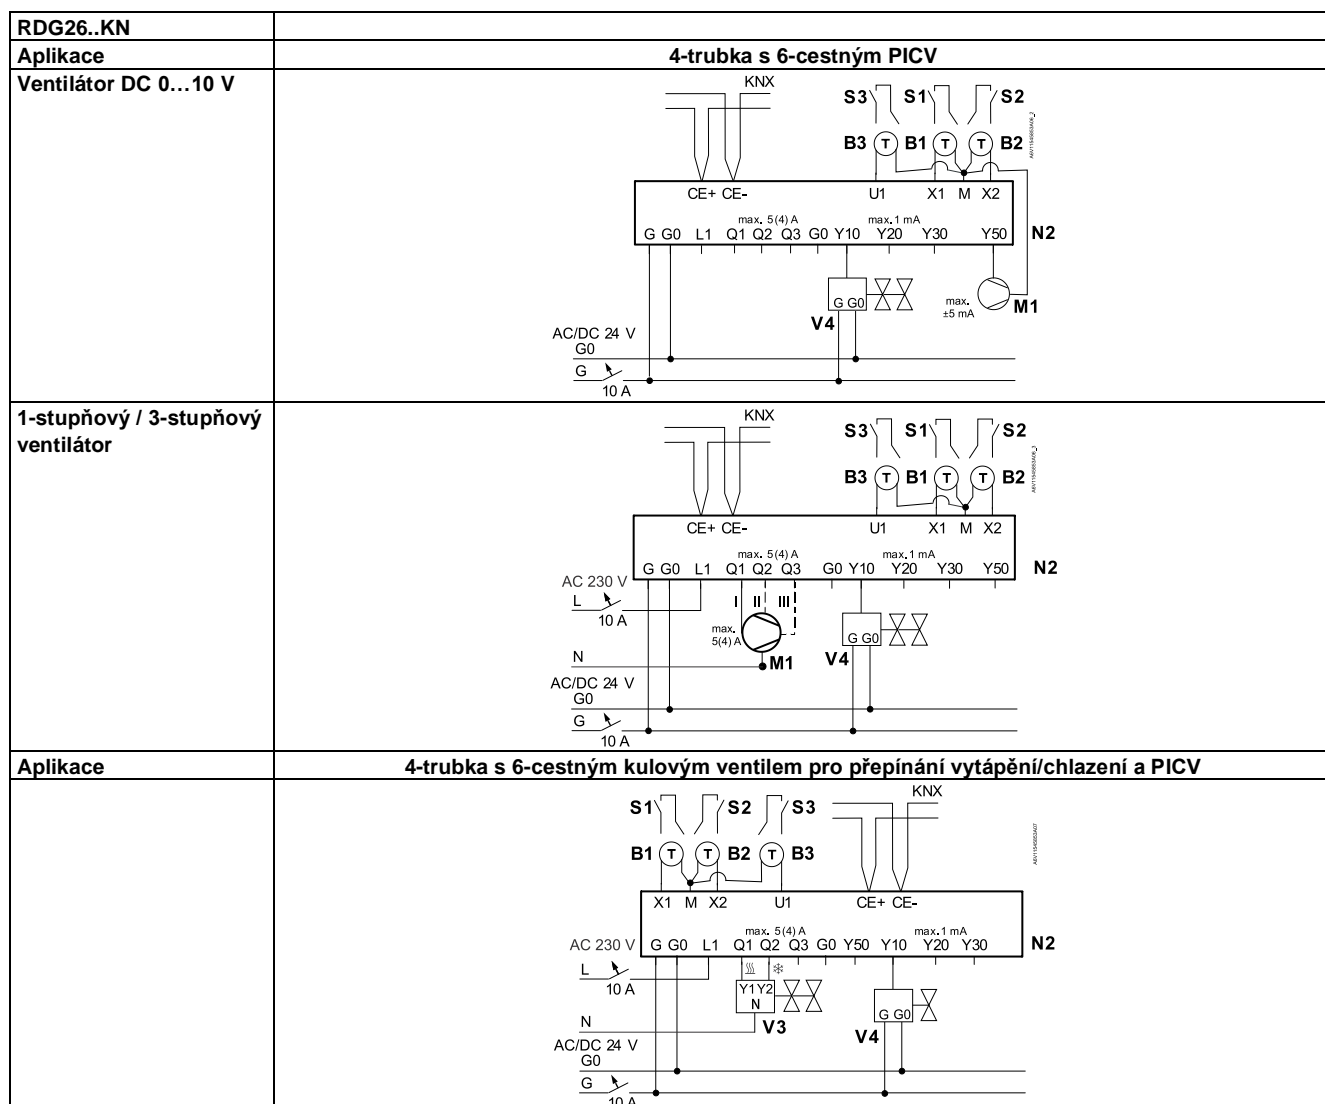 RDG26..KN
Aplikace
4-trubka s 6-cestným PICV
Ventilátor DC 0…10 V
KNX
S3 S1 S2
B3 T B1 T T B2
CE+ CE- U1 X1 M X2
max. 5(4) A max. 1 mA
G G0 L1 Q1 Q2 Q3 G0 Y10 Y20 Y30 Y50 N2
G G0
V4
max.
±5 mA
M1
AC/DC 24 V
G0
G
10 A
1-stupňový / 3-stupňový
ventilátor
KNX
S3 S1 S2
B3 T B1 T T B2
CE+ CE- U1 X1 M X2
max. 5(4) A max. 1 mA
G G0 L1 Q1 Q2 Q3 G0 Y10 Y20 Y30 Y50 N2
AC 230 V
L
10 A
I II III
max.
5(4) A
G G0
N
M1
V4
AC/DC 24 V
G0
G
10 A
Aplikace
4-trubka s 6-cestným kulovým ventilem pro přepínání vytápění/chlazení a PICV
KNX
S1 S2 S3
B1 T T B2 T B3
X1 M X2 U1 CE+ CE-
max. 5(4) A max. 1 mA
AC 230 V G G0 L1 Q1 Q2 Q3 G0 Y50 Y10 Y20 Y30 N2
L
10 A
Y1 Y2
N
G G0
N
V3
V4
AC/DC 24 V
G0
G
10 A